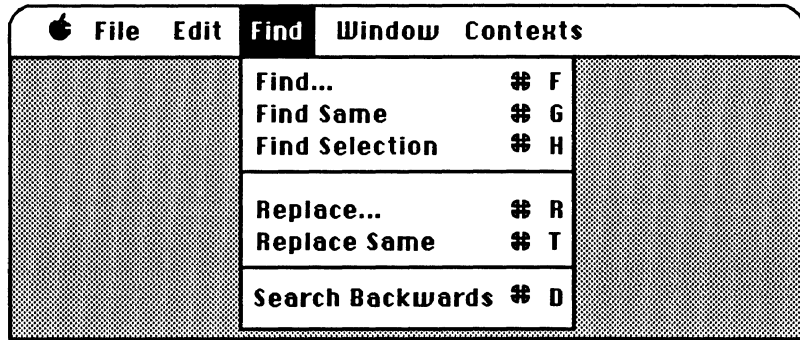 File Edit Find Window Contexts
Find... ⌘ F
Find Same ⌘ G
Find Selection ⌘ H
Replace... ⌘ R
Replace Same ⌘ T
Search Backwards ⌘ D